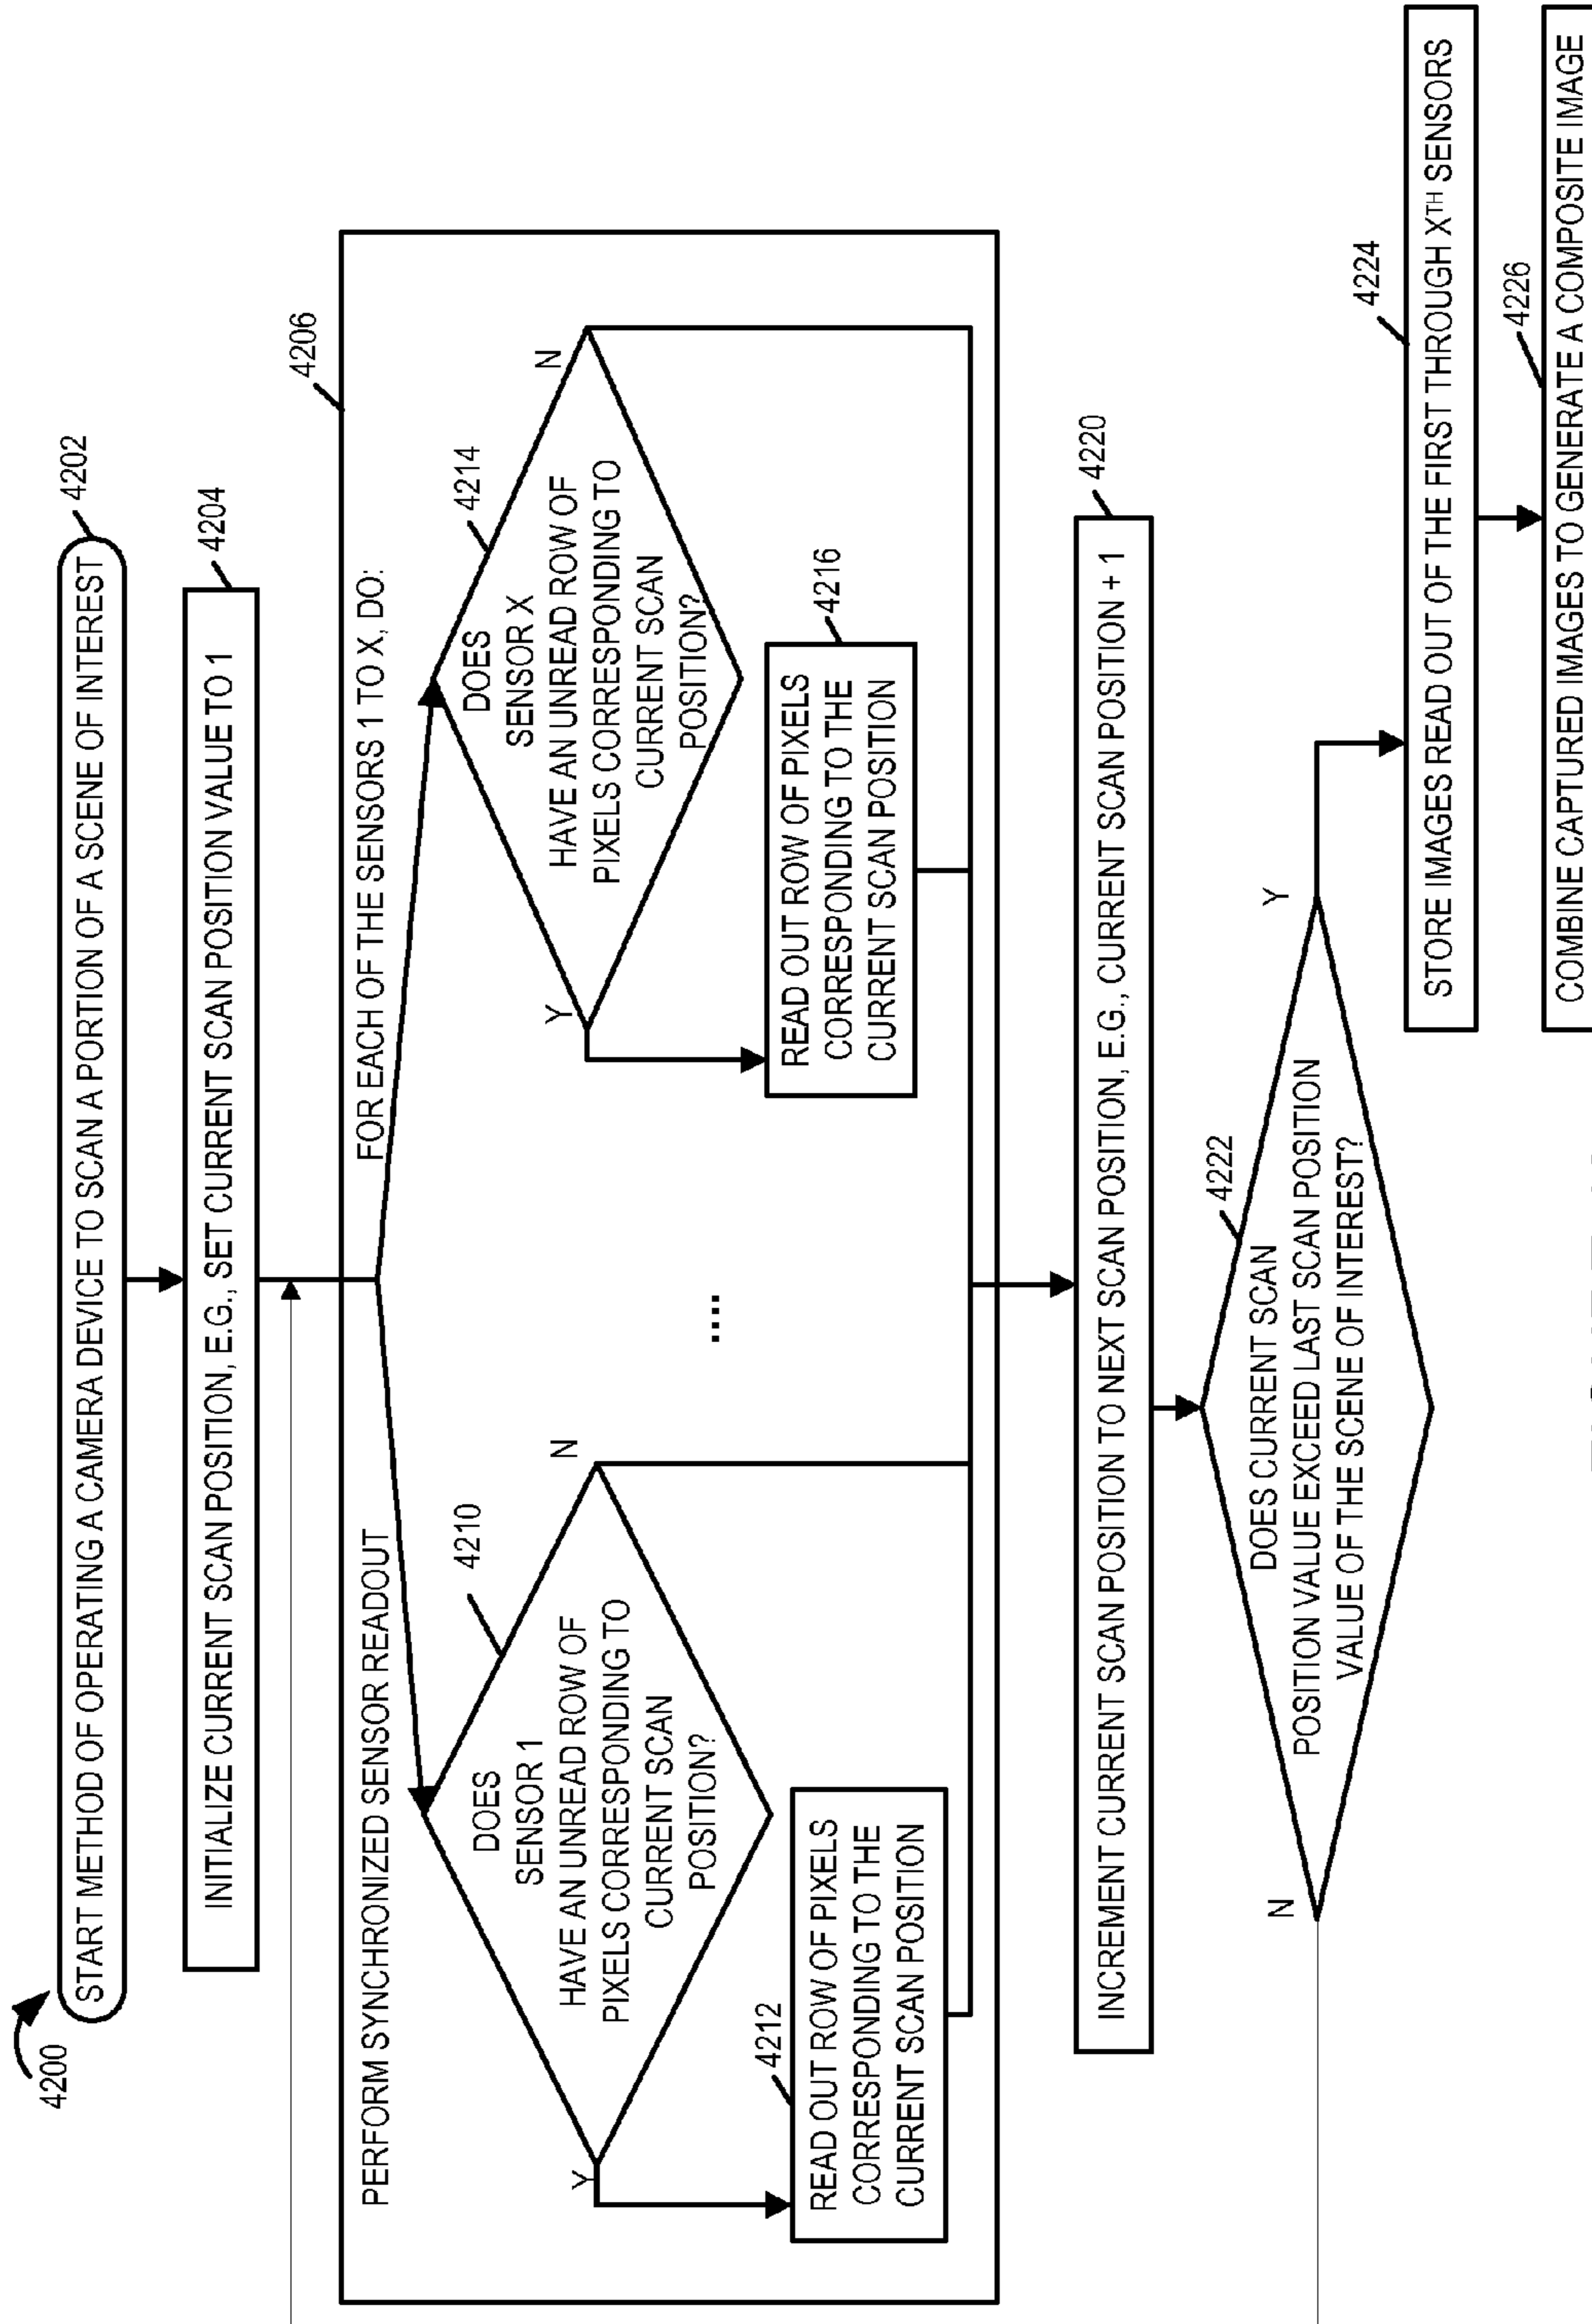 4200
START METHOD OF OPERATING A CAMERA DEVICE TO SCAN A PORTION OF A SCENE OF INTEREST
4202
INITIALIZE CURRENT SCAN POSITION, E.G., SET CURRENT SCAN POSITION VALUE TO 1
4204
4206
PERFORM SYNCHRONIZED SENSOR READOUT
FOR EACH OF THE SENSORS 1 TO X, DO:
4210
DOES
SENSOR 1
HAVE AN UNREAD ROW OF
PIXELS CORRESPONDING TO
CURRENT SCAN
POSITION?
Y
N
4212
READ OUT ROW OF PIXELS
CORRESPONDING TO THE
CURRENT SCAN POSITION
....
4214
DOES
SENSOR X
HAVE AN UNREAD ROW OF
PIXELS CORRESPONDING TO
CURRENT SCAN
POSITION?
Y
N
4216
READ OUT ROW OF PIXELS
CORRESPONDING TO THE
CURRENT SCAN POSITION
4220
INCREMENT CURRENT SCAN POSITION TO NEXT SCAN POSITION, E.G., CURRENT SCAN POSITION + 1
4222
DOES CURRENT SCAN
POSITION VALUE EXCEED LAST SCAN POSITION
VALUE OF THE SCENE OF INTEREST?
N
Y
4224
STORE IMAGES READ OUT OF THE FIRST THROUGH XTH SENSORS
4226
COMBINE CAPTURED IMAGES TO GENERATE A COMPOSITE IMAGE